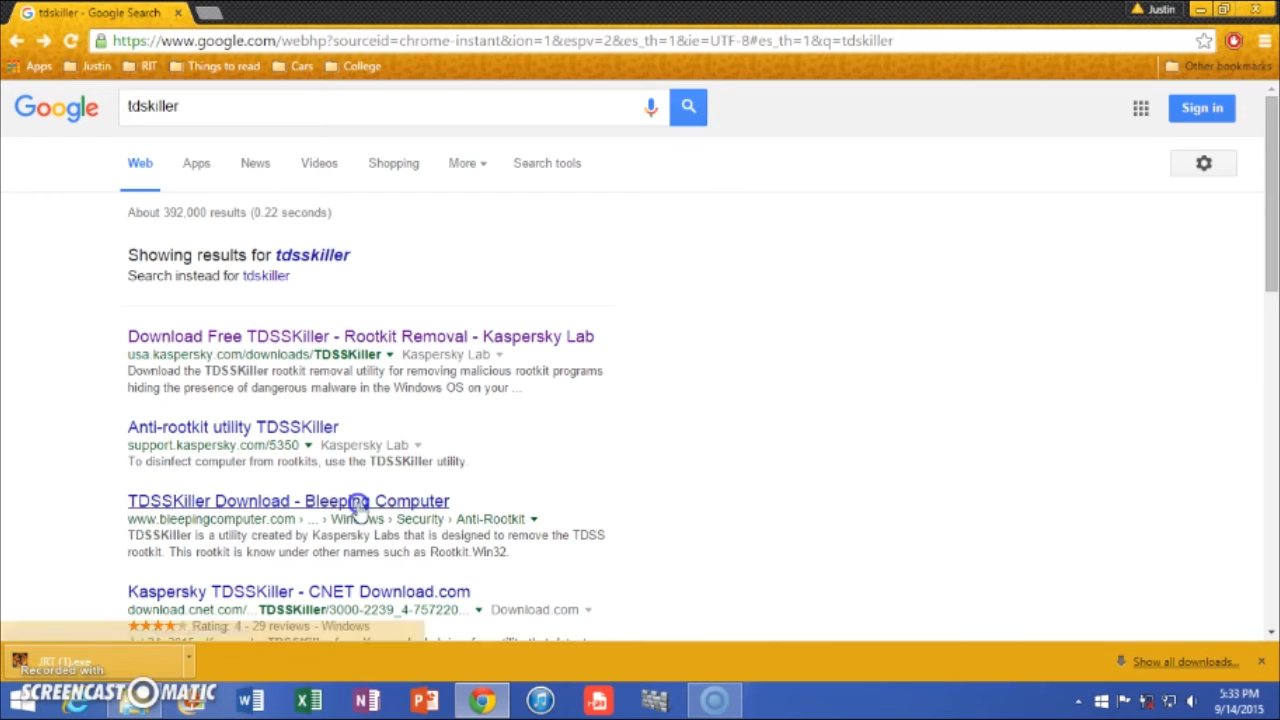 tdskiller - Google Search
Justin
https://www.google.com/webhp?sourceid=chrome-instant&ion=1&espv=2&es_th=1&ie=UTF-8#es_th=1&q=tdskiller
Apps Justin RIT Things to read Cars College Other bookmarks
Google tdskiller Sign in
Web Apps News Videos Shopping More Search tools
About 392,000 results (0.22 seconds)
Showing results for tdsskiller
Search instead for tdskiller
Download Free TDSSKiller - Rootkit Removal - Kaspersky Lab
usa.kaspersky.com/downloads/TDSSKiller Kaspersky Lab
Download the TDSSKiller rootkit removal utility for removing malicious rootkit programs
hiding the presence of dangerous malware in the Windows OS on your ...
Anti-rootkit utility TDSSKiller
support.kaspersky.com/5350 Kaspersky Lab
To disinfect computer from rootkits, use the TDSSKiller utility.
TDSSKiller Download - Bleeping Computer
www.bleepingcomputer.com › ... › Windows › Security › Anti-Rootkit
TDSSKiller is a utility created by Kaspersky Labs that is designed to remove the TDSS
rootkit. This rootkit is know under other names such as Rootkit.Win32.
Kaspersky TDSSKiller - CNET Download.com
download.cnet.com/...TDSSKiller/3000-2239_4-757220... Download.com
Rating: 4 - 29 reviews - Windows
JRT (1).exe
Show all downloads...
Recorded with
SCREENCAST-O-MATIC
5:33 PM
9/14/2015